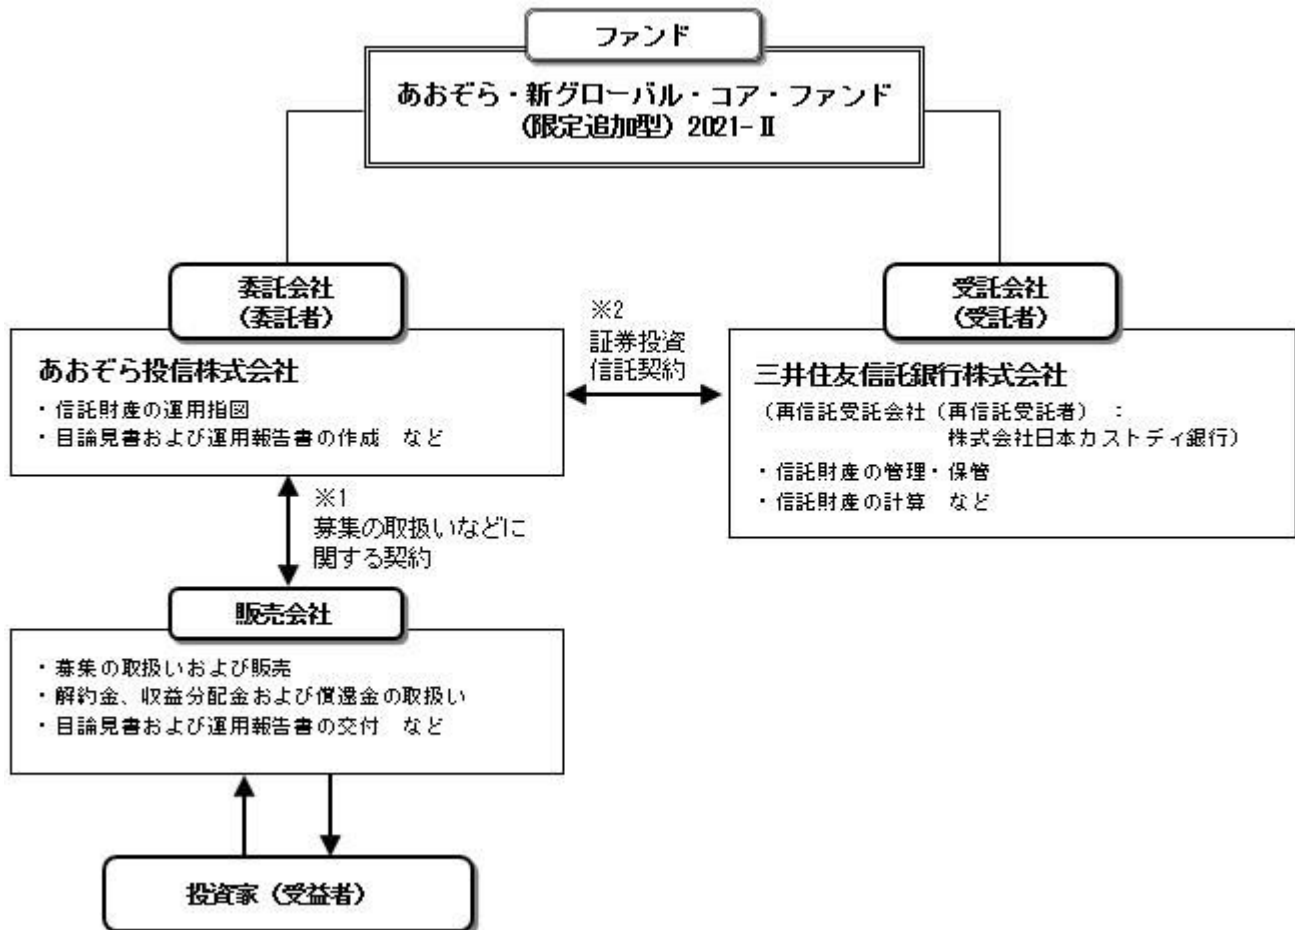 ファンド
あおぞら・新グローバル・コア・ファンド
（限定追加型）2021-Ⅱ
委託会社
（委託者）
あおぞら投信株式会社
・信託財産の運用指図
・目論見書および運用報告書の作成　など
※2
証券投資
信託契約
受託会社
（受託者）
三井住友信託銀行株式会社
（再信託受託会社（再信託受託者）　：
株式会社日本カストディ銀行）
・信託財産の管理・保管
・信託財産の計算　など
※1
募集の取扱いなどに
関する契約
販売会社
・募集の取扱いおよび販売
・解約金、収益分配金および償還金の取扱い
・目論見書および運用報告書の交付　など
投資家（受益者）